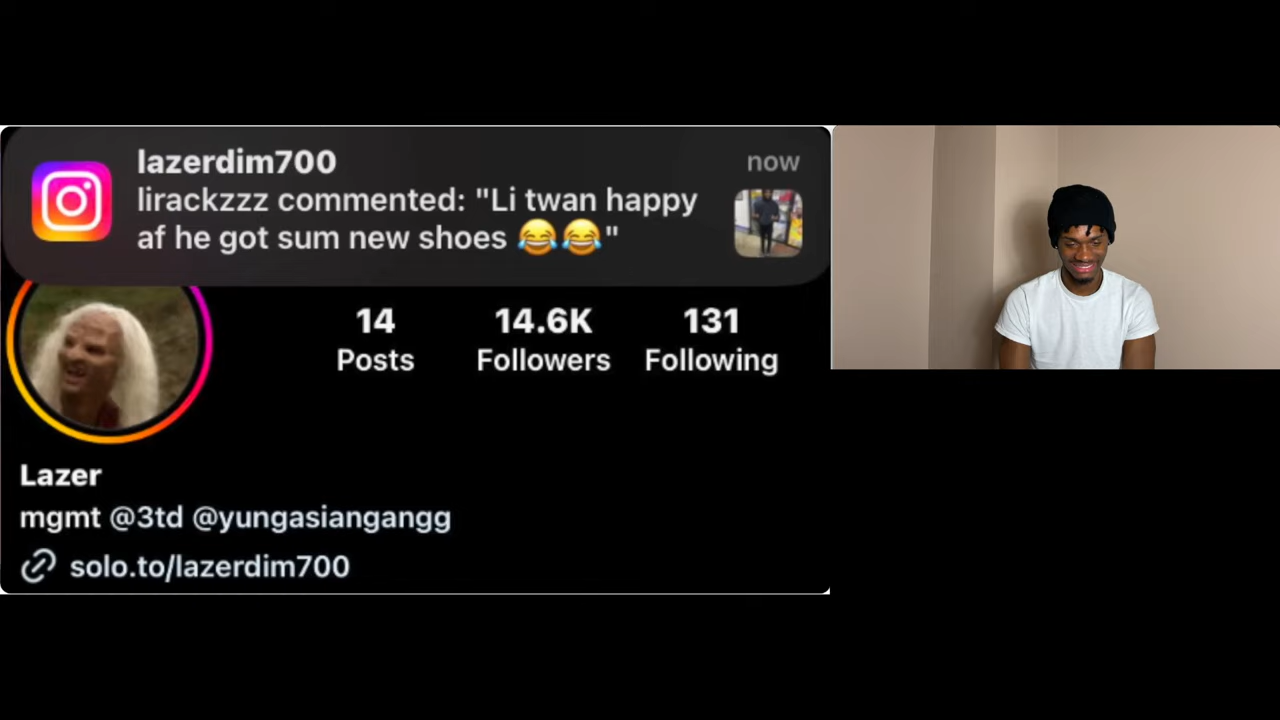 lazerdim700
now
lirackzzz commented: "Li twan happy
af he got sum new shoes 😂😂"
14
14.6K
131
Posts
Followers
Following
Lazer
mgmt @3td @yungasiangangg
solo.to/lazerdim700